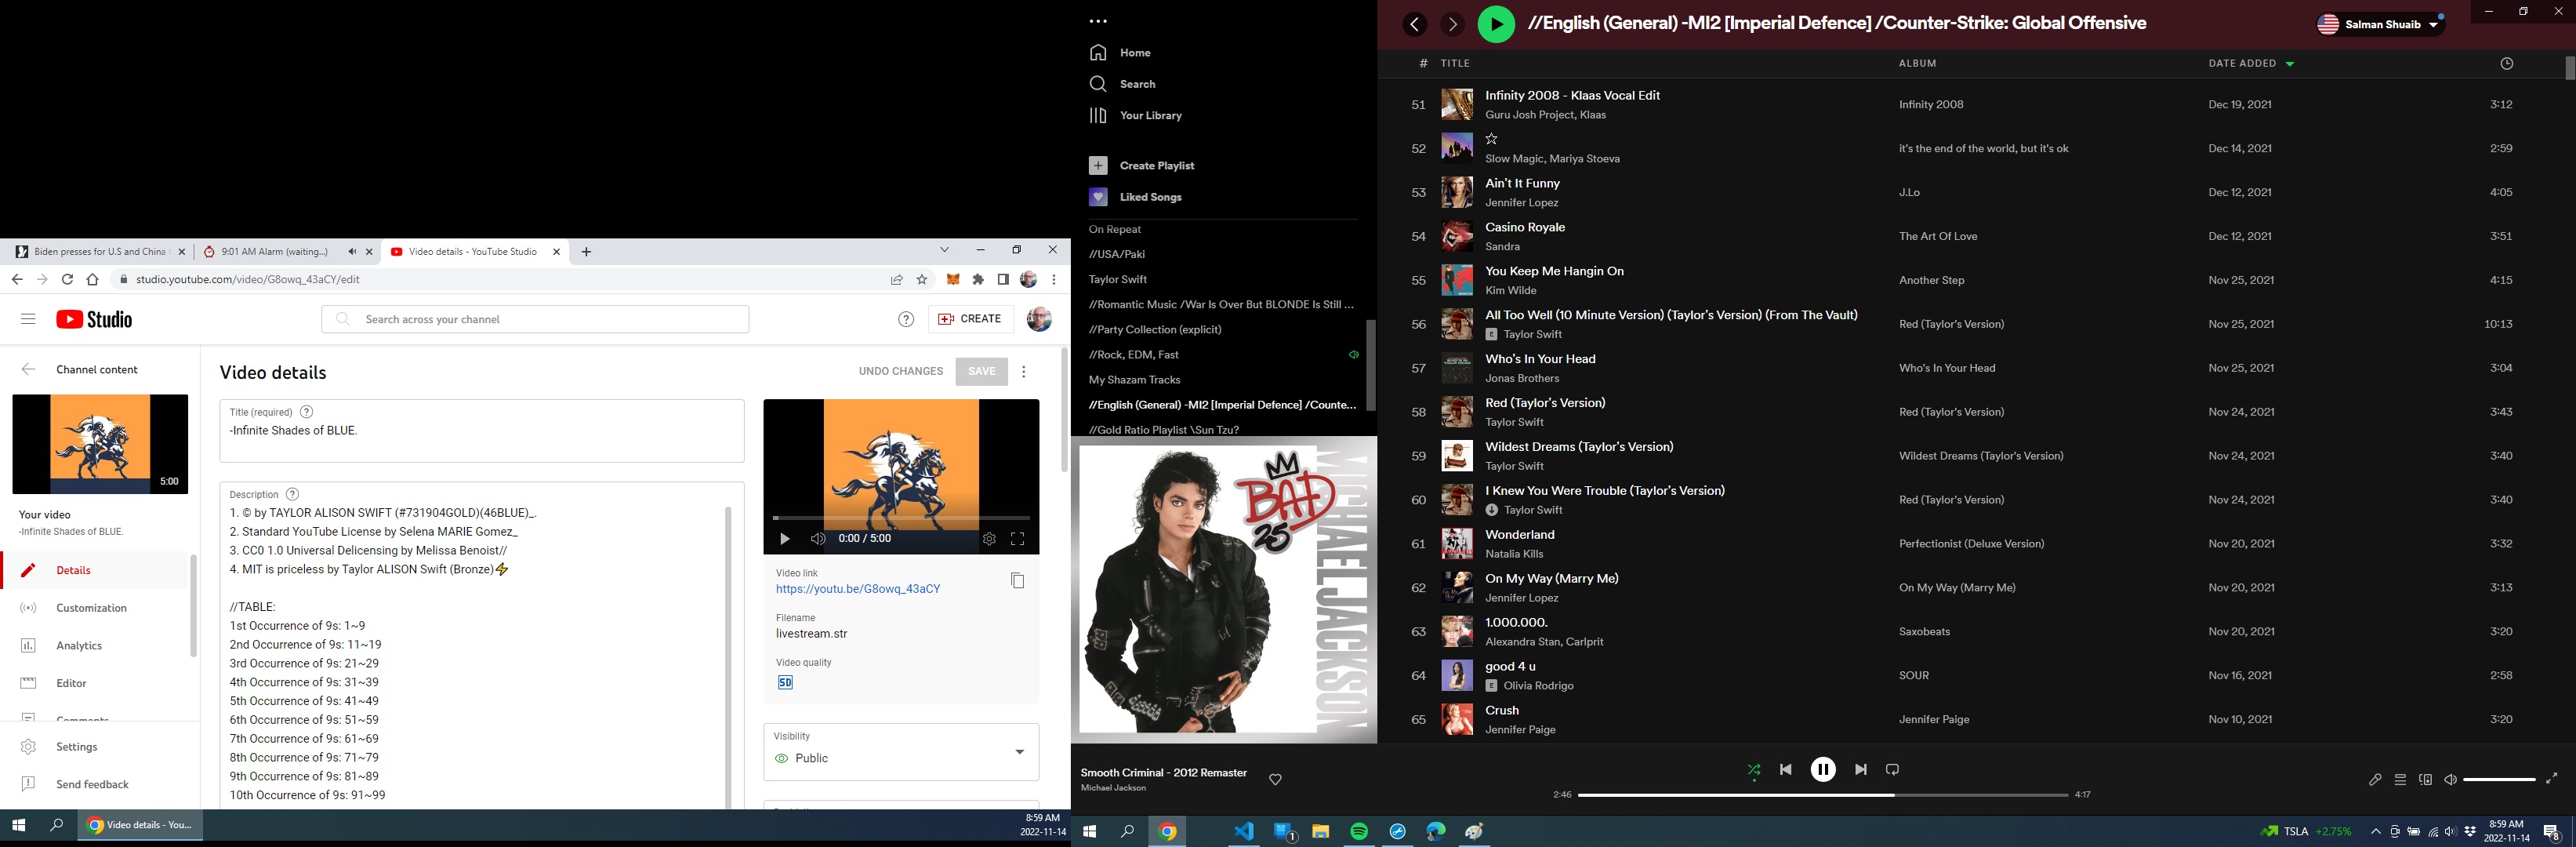 Biden presses for U.S and China
9:01 AM Alarm (waiting...)
Video details - YouTube Studio
studio.youtube.com/video/G8owq_43aCY/edit
Studio
Search across your channel
CREATE
Channel content
5:00
Your video
-Infinite Shades of BLUE.
Details
Customization
Analytics
Editor
Comments
Settings
Send feedback
Video details
UNDO CHANGES
SAVE
Title (required)
-Infinite Shades of BLUE.
Description
1. © by TAYLOR ALISON SWIFT (#731904GOLD)(46BLUE)_.
2. Standard YouTube License by Selena MARIE Gomez_
3. CC0 1.0 Universal Delicensing by Melissa Benoist//
4. MIT is priceless by Taylor ALISON Swift (Bronze)⚡
//TABLE:
1st Occurrence of 9s: 1~9
2nd Occurrence of 9s: 11~19
3rd Occurrence of 9s: 21~29
4th Occurrence of 9s: 31~39
5th Occurrence of 9s: 41~49
6th Occurrence of 9s: 51~59
7th Occurrence of 9s: 61~69
8th Occurrence of 9s: 71~79
9th Occurrence of 9s: 81~89
10th Occurrence of 9s: 91~99
0:00 / 5:00
Video link
https://youtu.be/G8owq_43aCY
Filename
livestream.str
Video quality
SD
Visibility
Public
Video details - You...
8:59 AM
2022-11-14
Home
Search
Your Library
Create Playlist
Liked Songs
On Repeat
//USA/Paki
Taylor Swift
//Romantic Music /War Is Over But BLONDE Is Still ...
//Party Collection (explicit)
//Rock, EDM, Fast
My Shazam Tracks
//English (General) -MI2 [Imperial Defence] /Counte...
//Gold Ratio Playlist \Sun Tzu?
BAD
25
MICHAEL JACKSON
//English (General) -MI2 [Imperial Defence] /Counter-Strike: Global Offensive
Salman Shuaib
# TITLE ALBUM DATE ADDED
51 Infinity 2008 - Klaas Vocal Edit Infinity 2008 Dec 19, 2021 3:12
Guru Josh Project, Klaas
52 ☆ it's the end of the world, but it's ok Dec 14, 2021 2:59
Slow Magic, Mariya Stoeva
53 Ain't It Funny J.Lo Dec 12, 2021 4:05
Jennifer Lopez
54 Casino Royale The Art Of Love Dec 12, 2021 3:51
Sandra
55 You Keep Me Hangin On Another Step Nov 25, 2021 4:15
Kim Wilde
56 All Too Well (10 Minute Version) (Taylor's Version) (From The Vault) Red (Taylor's Version) Nov 25, 2021 10:13
E Taylor Swift
57 Who's In Your Head Who's In Your Head Nov 25, 2021 3:04
Jonas Brothers
58 Red (Taylor's Version) Red (Taylor's Version) Nov 24, 2021 3:43
Taylor Swift
59 Wildest Dreams (Taylor's Version) Wildest Dreams (Taylor's Version) Nov 24, 2021 3:40
Taylor Swift
60 I Knew You Were Trouble (Taylor's Version) Red (Taylor's Version) Nov 24, 2021 3:40
Taylor Swift
61 Wonderland Perfectionist (Deluxe Version) Nov 20, 2021 3:32
Natalia Kills
62 On My Way (Marry Me) On My Way (Marry Me) Nov 20, 2021 3:13
Jennifer Lopez
63 1.000.000. Saxobeats Nov 20, 2021 3:20
Alexandra Stan, Carlprit
64 good 4 u SOUR Nov 16, 2021 2:58
E Olivia Rodrigo
65 Crush Jennifer Paige Nov 10, 2021 3:20
Jennifer Paige
Smooth Criminal - 2012 Remaster
Michael Jackson
2:46
4:17
1
TSLA +2.75%
8:59 AM
2022-11-14
8